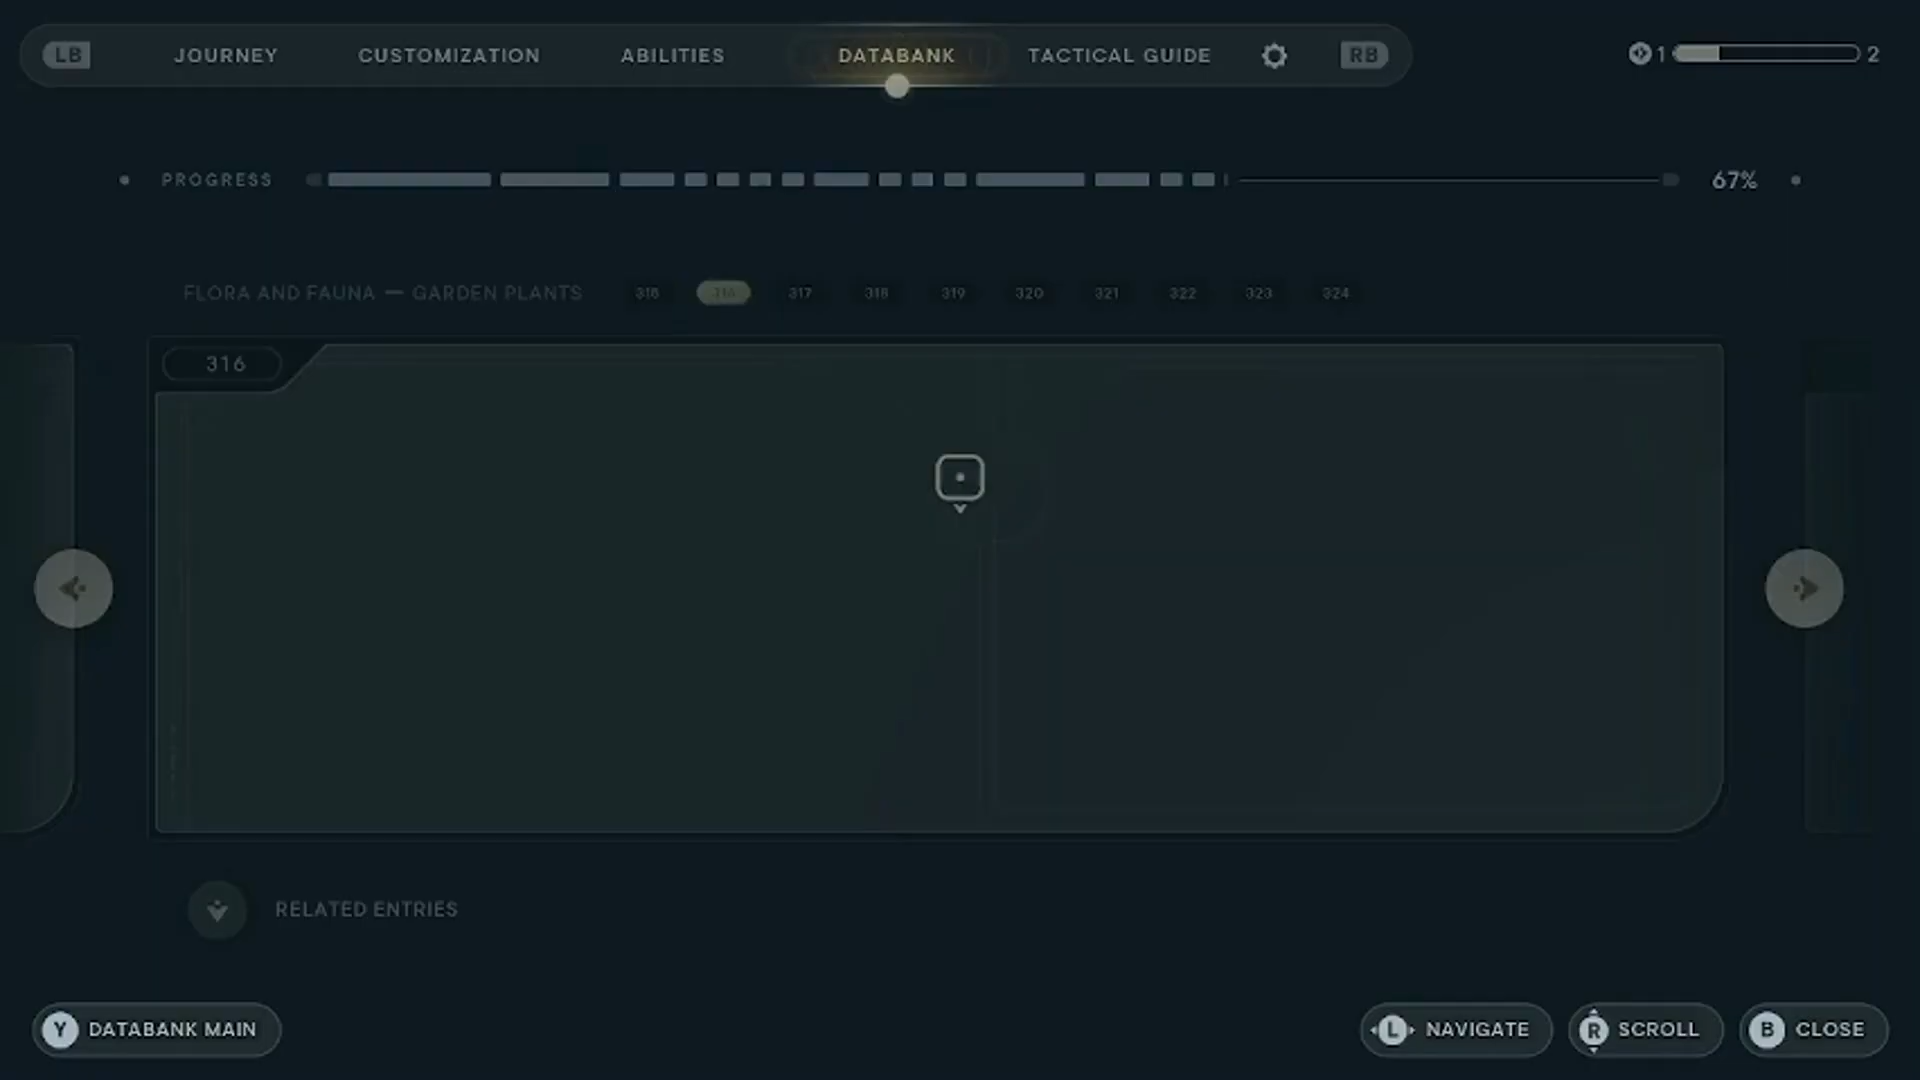 LB JOURNEY CUSTOMIZATION ABILITIES DATABANK TACTICAL GUIDE RB 1 2
PROGRESS 67%
FLORA AND FAUNA — GARDEN PLANTS 316 317 318 319 320 321 322 323 324
316
RELATED ENTRIES
Y DATABANK MAIN L NAVIGATE R SCROLL B CLOSE